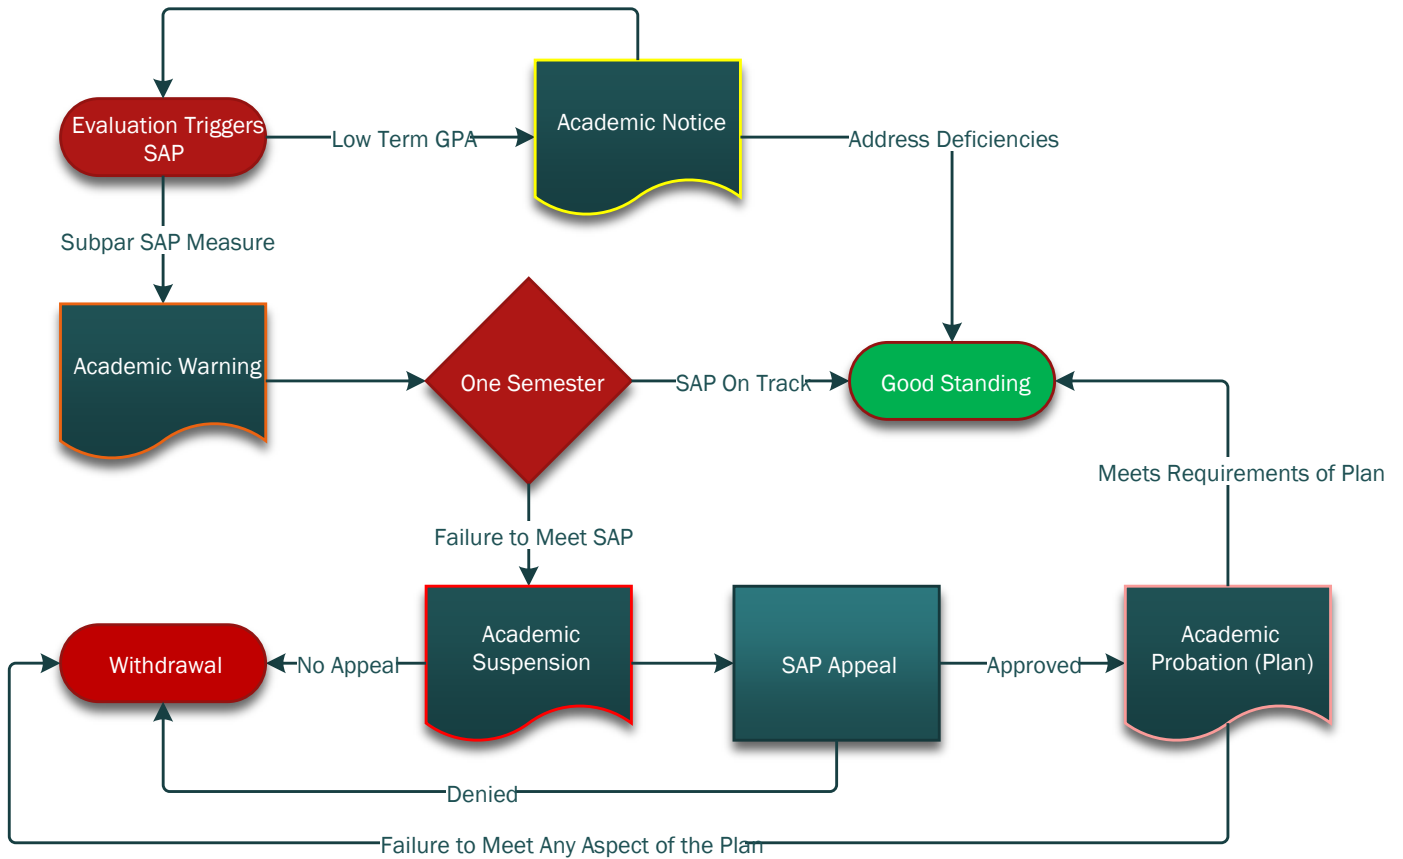 Evaluation Triggers
SAP
Low Term GPA
Academic Notice
Address Deficiencies
Subpar SAP Measure
Academic Warning
One Semester
SAP On Track
Good Standing
Meets Requirements of Plan
Failure to Meet SAP
Withdrawal
No Appeal
Academic
Suspension
SAP Appeal
Approved
Academic
Probation (Plan)
Denied
Failure to Meet Any Aspect of the Plan